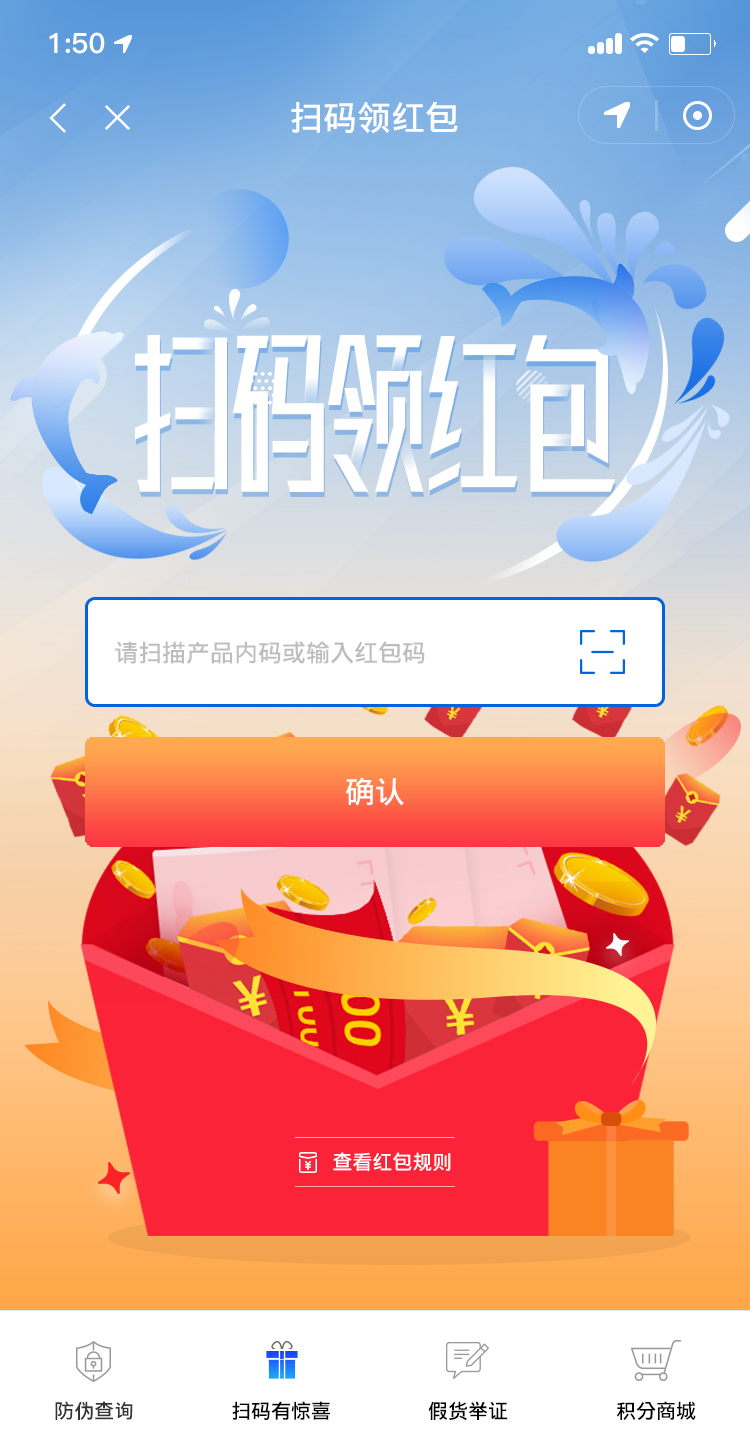 1:50
扫码领红包
扫码领红包
请扫描产品内码或输入红包码
¥
¥
确认
¥
¥
00
¥
¥
查看红包规则
防伪查询
扫码有惊喜
假货举证
积分商城